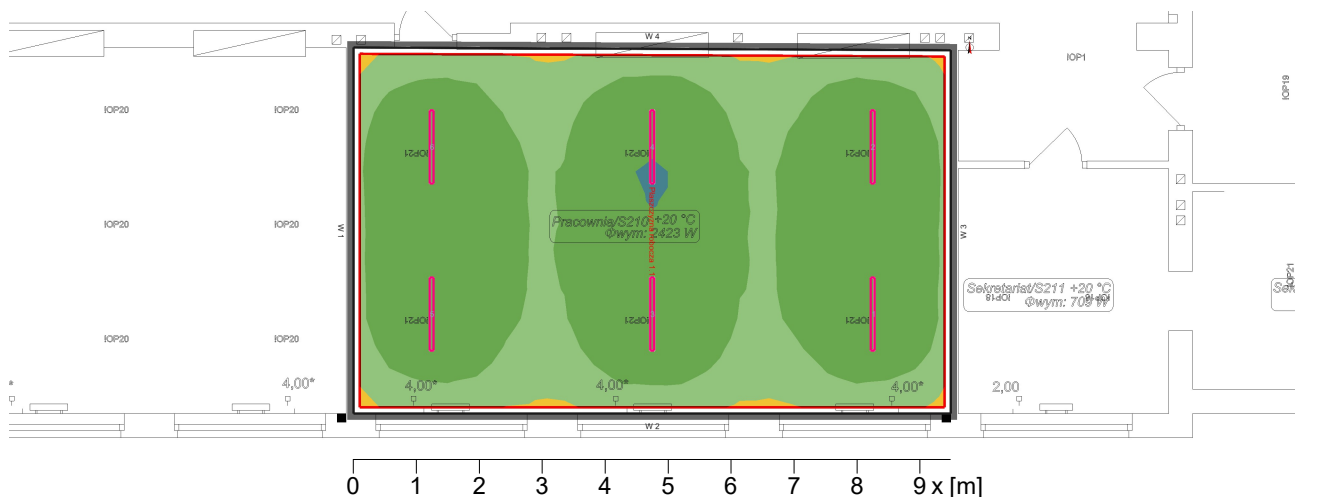 W 4
IOP1
IOP19
IOP20
IOP20
IOP21
IOP21
IOP21
W 1
IOP20
IOP20
Pracownia/S210 +20 °C
Φwym: 2423 W
W 3
IOP21
Sekretariat/S211 +20 °C
Φwym: 709 W
IOP18
IOP18
IOP20
IOP20
IOP21
IOP21
IOP21
4,00*
4,00*
4,00*
4,00*
2,00
W 2
0 1 2 3 4 5 6 7 8 9 x [m]